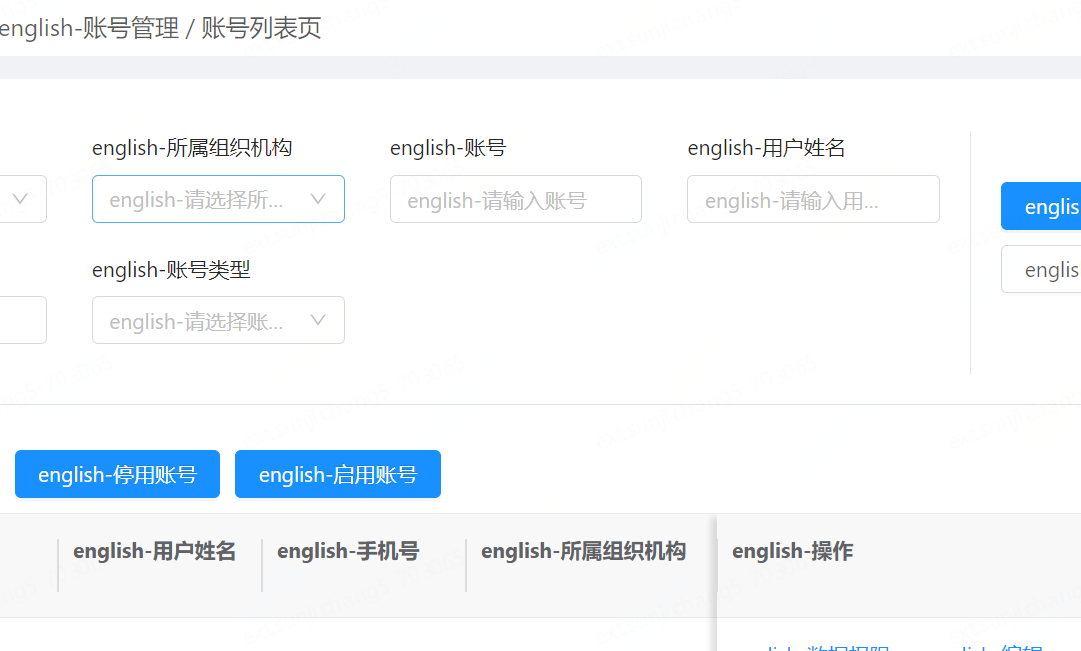 english-账号管理 / 账号列表页
english-所属组织机构
english-账号
english-用户姓名
english-请选择所...
english-请输入账号
english-请输入用...
englis
englis
english-账号类型
english-请选择账...
english-停用账号
english-启用账号
english-用户姓名
english-手机号
english-所属组织机构
english-操作